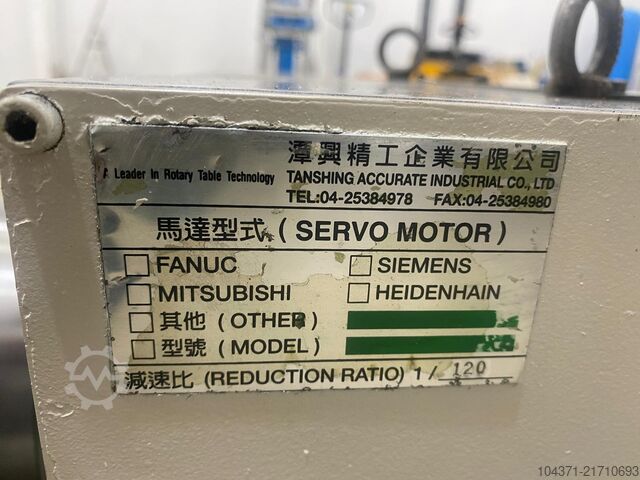 潭興精工企業有限公司
A Leader In Rotary Table Technology
TANSHING ACCURATE INDUSTRIAL CO., LTD
TEL:04-25384978 FAX:04-25384980
馬達型式 ( SERVO MOTOR )
FANUC SIEMENS
MITSUBISHI HEIDENHAIN
其他 (OTHER)
型號 (MODEL)
減速比 (REDUCTION RATIO) 1/ 120
104371-21710693